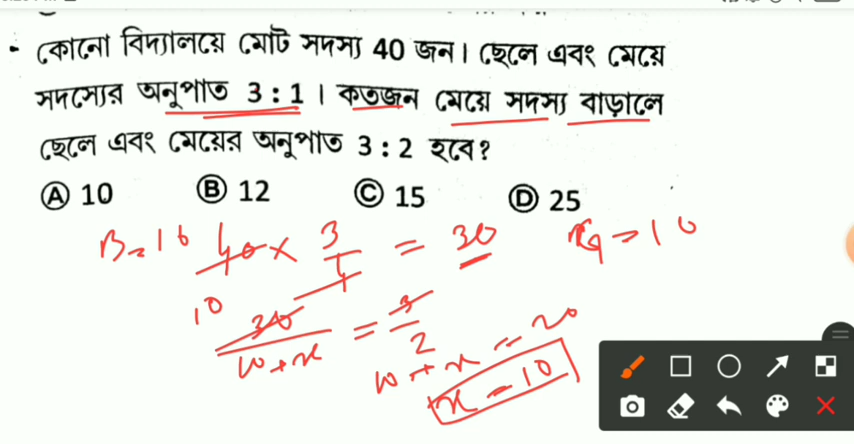 - কোনো বিদ্যালয়ে মোট সদস্য 40 জন। ছেলে এবং মেয়ে
সদস্যের অনুপাত 3 : 1 । কতজন মেয়ে সদস্য বাড়ালে
ছেলে এবং মেয়ের অনুপাত 3 : 2 হবে?
Ⓐ 10 Ⓑ 12 Ⓒ 15 Ⓓ 25
40 × 3/4 = 30
10
30/10+x = 3/2
10 + x = 20
x = 10